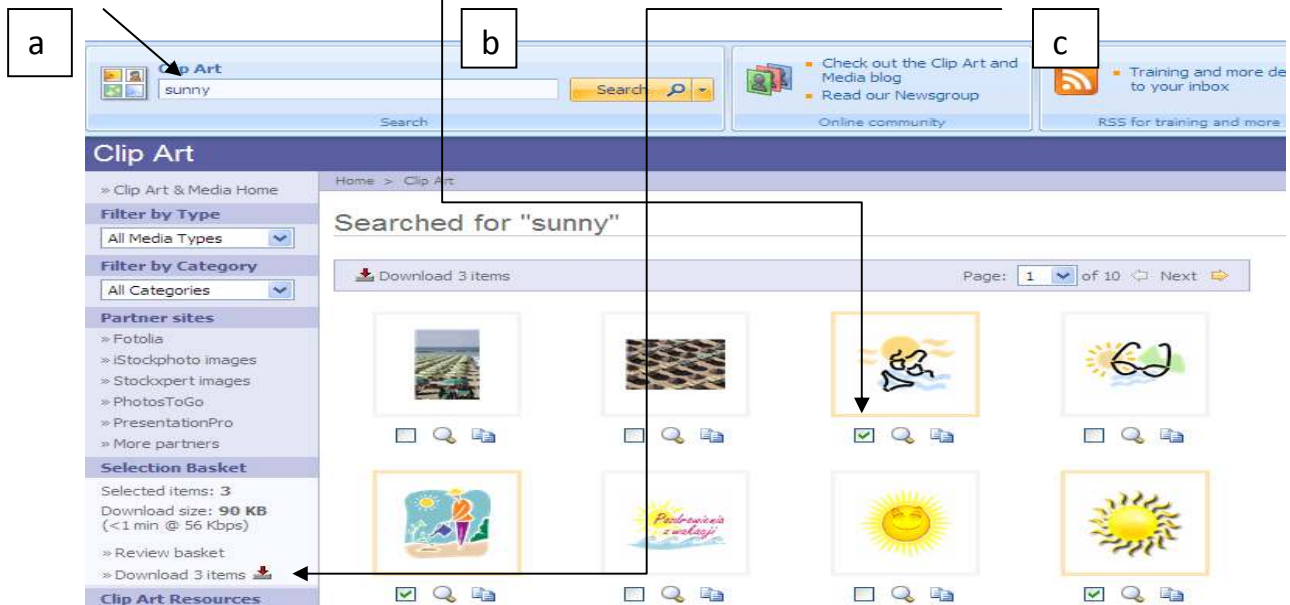 a
b
c
Clip Art
sunny
Search
Search
Check out the Clip Art and
Media blog
Read our Newsgroup
Online community
Training and more de
to your inbox
RSS for training and more
Clip Art
» Clip Art & Media Home
Filter by Type
All Media Types
Filter by Category
All Categories
Partner sites
» Fotolia
» iStockphoto images
» Stockxpert images
» PhotosToGo
» PresentationPro
» More partners
Selection Basket
Selected items: 3
Download size: 90 KB
(<1 min @ 56 Kbps)
» Review basket
» Download 3 items
Clip Art Resources
Home > Clip Art
Searched for "sunny"
Download 3 items
Page: 1 of 10 Next
Pozdrowienia
z wakacji